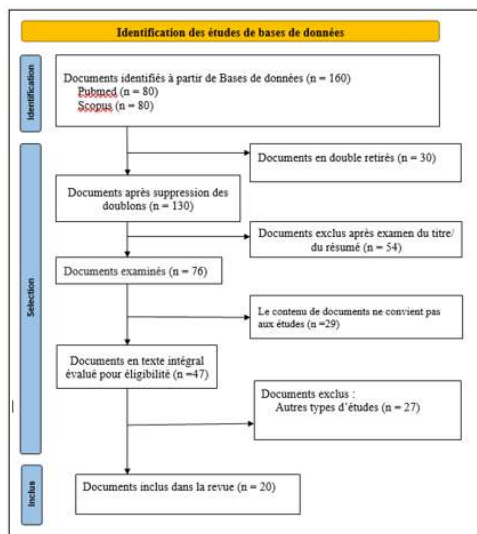 Identification des études de bases de données
Identification
Documents identifiés à partir de Bases de données (n = 160)
Pubmed (n = 80)
Scopus (n = 80)
Selection
Documents en double retirés (n = 30)
Documents après suppression des
doublons (n = 130)
Documents exclus après examen du titre/
du résumé (n = 54)
Documents examinés (n = 76)
Le contenu de documents ne convient pas
aux études (n =29)
Documents en texte intégral
évalué pour éligibilité (n =47)
Documents exclus :
Autres types d’études (n = 27)
Inclus
Documents inclus dans la revue (n = 20)